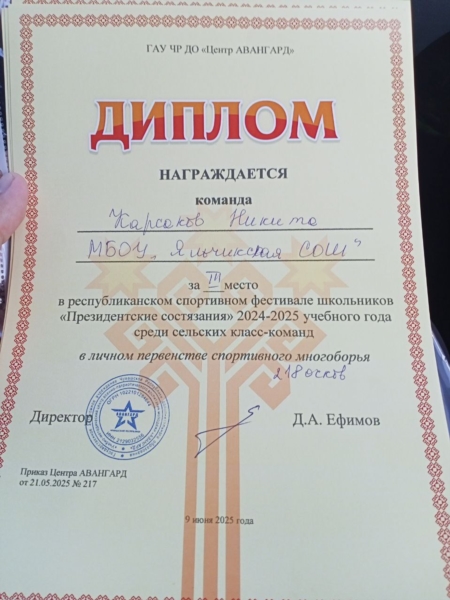 ГАУ ЧР ДО «Центр АВАНГАРД»
ДИПЛОМ
НАГРАЖДАЕТСЯ
команда
Карсаков Никита
МБОУ „Яльчикская СОШ"
за III место
в республиканском спортивном фестивале школьников
«Президентские состязания» 2024-2025 учебного года
среди сельских класс-команд
в личном первенстве спортивного многоборья
218 очков
Директор Д.А. Ефимов
АВАНГАРД
Приказ Центра АВАНГАРД
от 21.05.2025 № 217
9 июня 2025 года